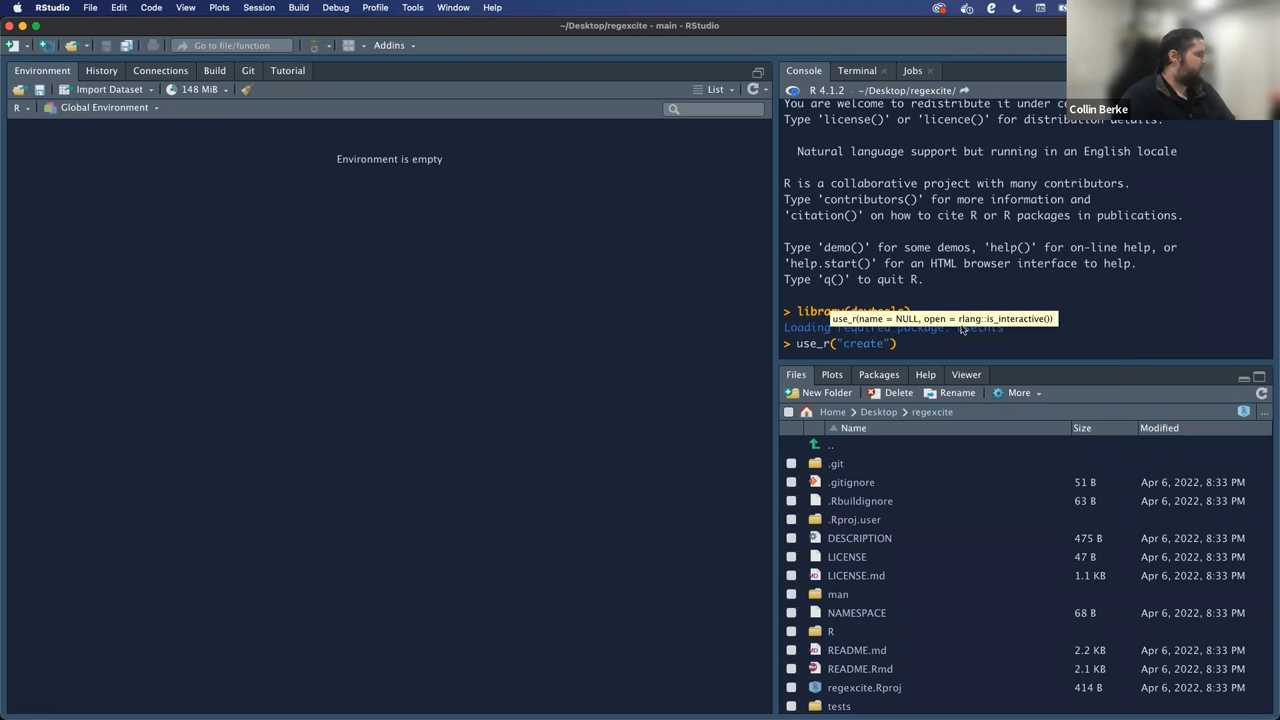 RStudio File Edit Code View Plots Session Build Debug Profile Tools Window Help
~/Desktop/regexcite - main - RStudio
Go to file/function
Addins
Environment History Connections Build Git Tutorial
Import Dataset 148 MiB List
R Global Environment
Environment is empty
Console Terminal Jobs
R 4.1.2 · ~/Desktop/regexcite/
You are welcome to redistribute it under
Type 'license()' or 'licence()' for distribution details.
Natural language support but running in an English locale
R is a collaborative project with many contributors.
Type 'contributors()' for more information and
'citation()' on how to cite R or R packages in publications.
Type 'demo()' for some demos, 'help()' for on-line help, or
'help.start()' for an HTML browser interface to help.
Type 'q()' to quit R.
> library(devtools)
use_r(name = NULL, open = rlang::is_interactive())
Loading required package: usethis
> use_r("create")
Collin Berke
Files Plots Packages Help Viewer
New Folder Delete Rename More
Home Desktop regexcite ...
Name Size Modified
..
.git
.gitignore 51 B Apr 6, 2022, 8:33 PM
.Rbuildignore 63 B Apr 6, 2022, 8:33 PM
.Rproj.user
DESCRIPTION 475 B Apr 6, 2022, 8:33 PM
LICENSE 47 B Apr 6, 2022, 8:33 PM
LICENSE.md 1.1 KB Apr 6, 2022, 8:33 PM
man
NAMESPACE 68 B Apr 6, 2022, 8:33 PM
R
README.md 2.2 KB Apr 6, 2022, 8:33 PM
README.Rmd 2.1 KB Apr 6, 2022, 8:33 PM
regexcite.Rproj 414 B Apr 6, 2022, 8:33 PM
tests